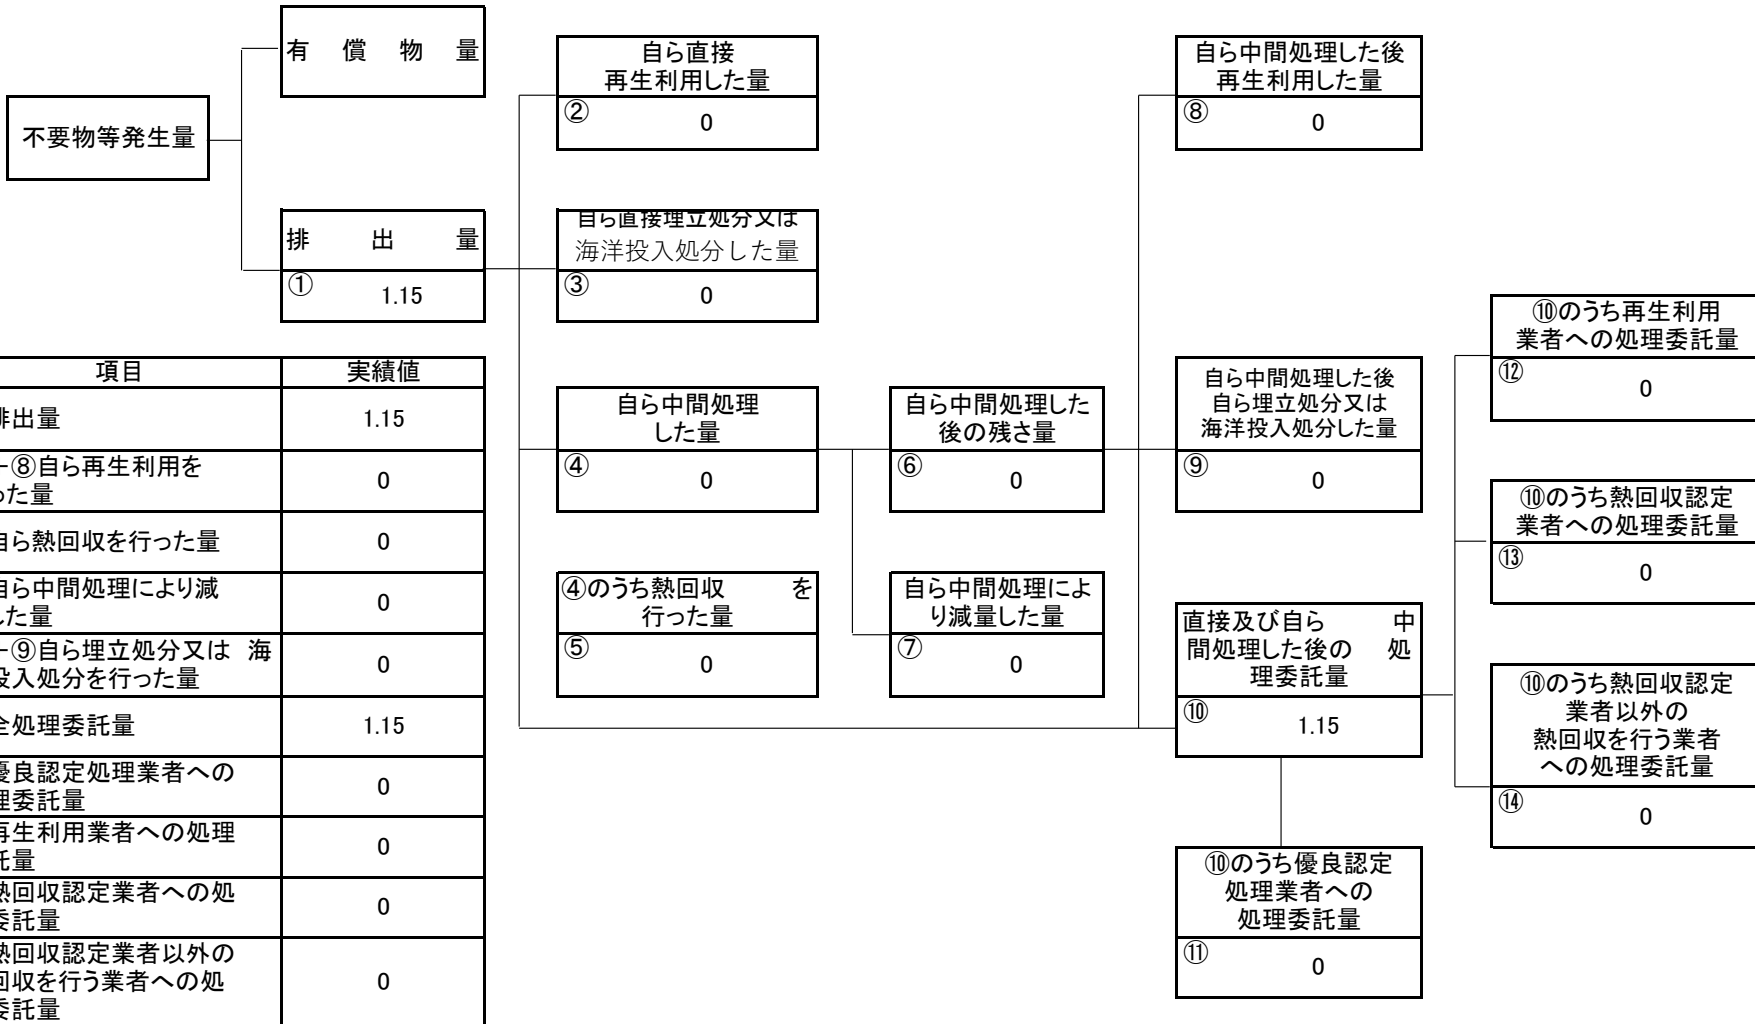 有償物量
不要物等発生量
排出量
① 1.15
自ら直接
再生利用した量
② 0
自ら直接埋立処分又は
海洋投入処分した量
③ 0
自ら中間処理
した量
④ 0
④のうち熱回収 を
行った量
⑤ 0
自ら中間処理した
後の残さ量
⑥ 0
自ら中間処理によ
り減量した量
⑦ 0
自ら中間処理した後
再生利用した量
⑧ 0
自ら中間処理した後
自ら埋立処分又は
海洋投入処分した量
⑨ 0
直接及び自ら 中
間処理した後の 処
理委託量
⑩ 1.15
⑩のうち優良認定
処理業者への
処理委託量
⑪ 0
⑩のうち再生利用
業者への処理委託量
⑫ 0
⑩のうち熱回収認定
業者への処理委託量
⑬ 0
⑩のうち熱回収認定
業者以外の
熱回収を行う業者
への処理委託量
⑭ 0
項目 実績値
排出量 1.15
⑧自ら再生利用を
った量 0
自ら熱回収を行った量 0
自ら中間処理により減
した量 0
⑨自ら埋立処分又は 海
投入処分を行った量 0
全処理委託量 1.15
優良認定処理業者への
理委託量 0
再生利用業者への処理
託量 0
熱回収認定業者への処
委託量 0
熱回収認定業者以外の
回収を行う業者への処
委託量 0